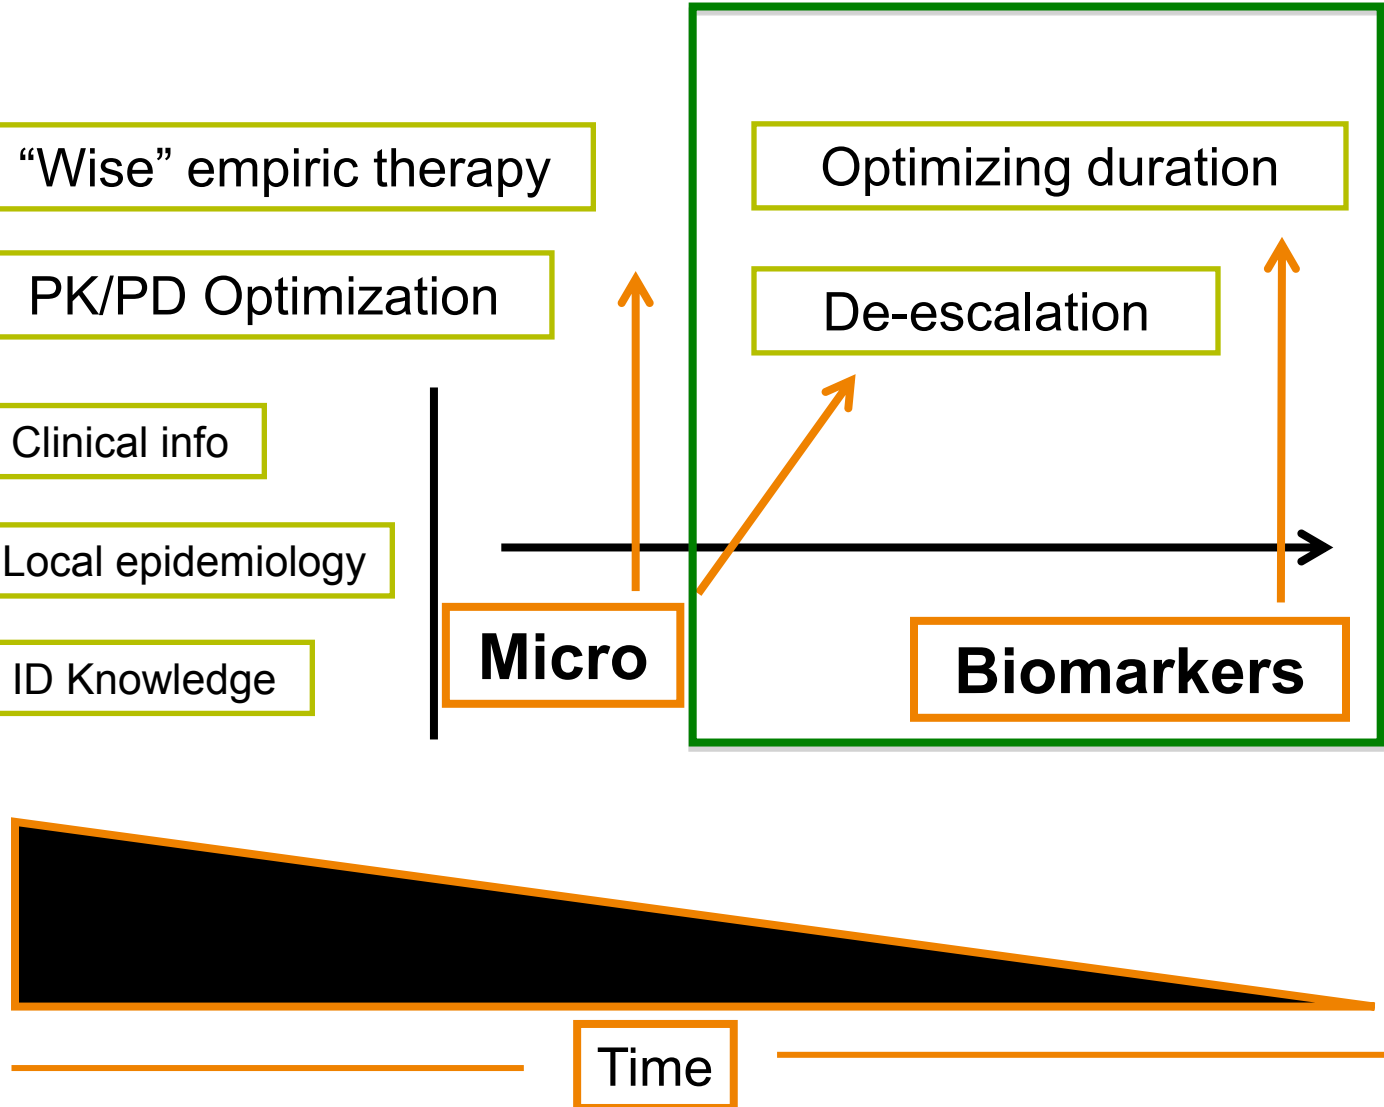 “Wise” empiric therapy
PK/PD Optimization
Clinical info
Local epidemiology
ID Knowledge
Micro
Optimizing duration
De-escalation
Biomarkers
Time